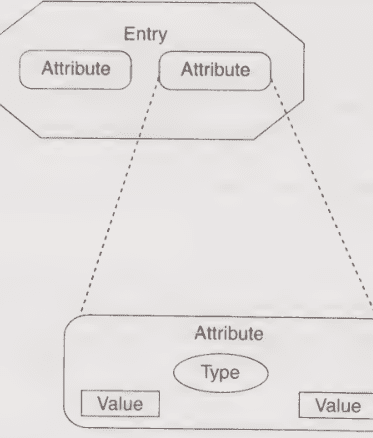 Entry
Attribute Attribute
Attribute
Type
Value Value